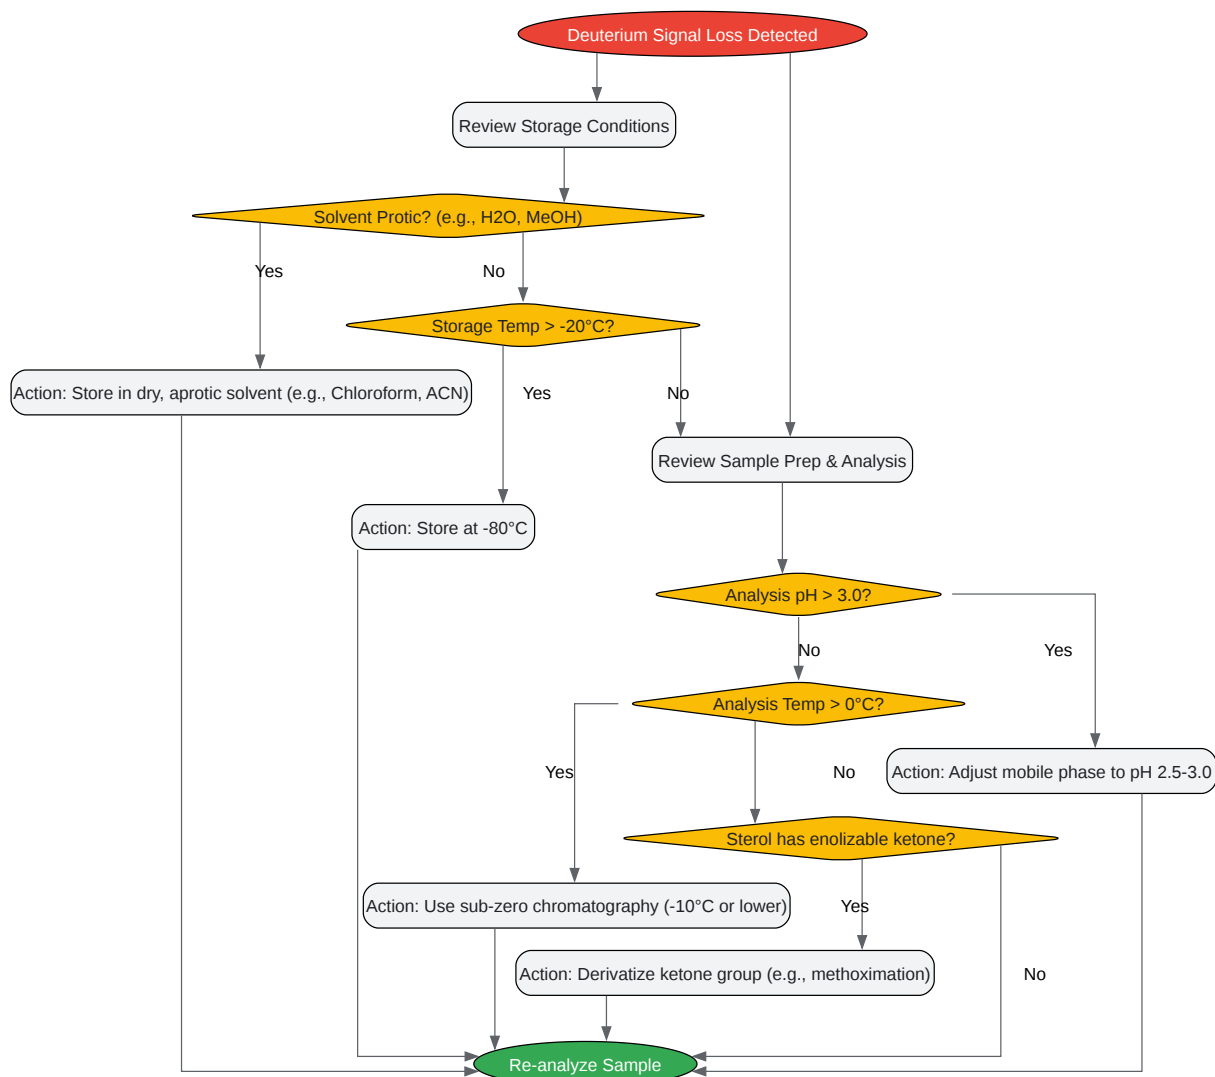 Deuterium Signal Loss Detected
Review Storage Conditions
Solvent Protic? (e.g., H2O, MeOH)
Yes
No
Storage Temp > -20°C?
Action: Store in dry, aprotic solvent (e.g., Chloroform, ACN)
Yes
No
Review Sample Prep & Analysis
Action: Store at -80°C
Analysis pH > 3.0?
No
Yes
Analysis Temp > 0°C?
Yes
No
Action: Adjust mobile phase to pH 2.5-3.0
Sterol has enolizable ketone?
Action: Use sub-zero chromatography (-10°C or lower)
Yes
Action: Derivatize ketone group (e.g., methoximation)
No
Re-analyze Sample